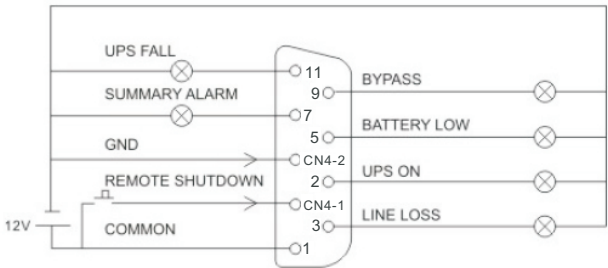 UPS FALL
11
BYPASS
9
SUMMARY ALARM
7
BATTERY LOW
5
GND
CN4-2
UPS ON
2
REMOTE SHUTDOWN
CN4-1
LINE LOSS
3
12V
COMMON
1